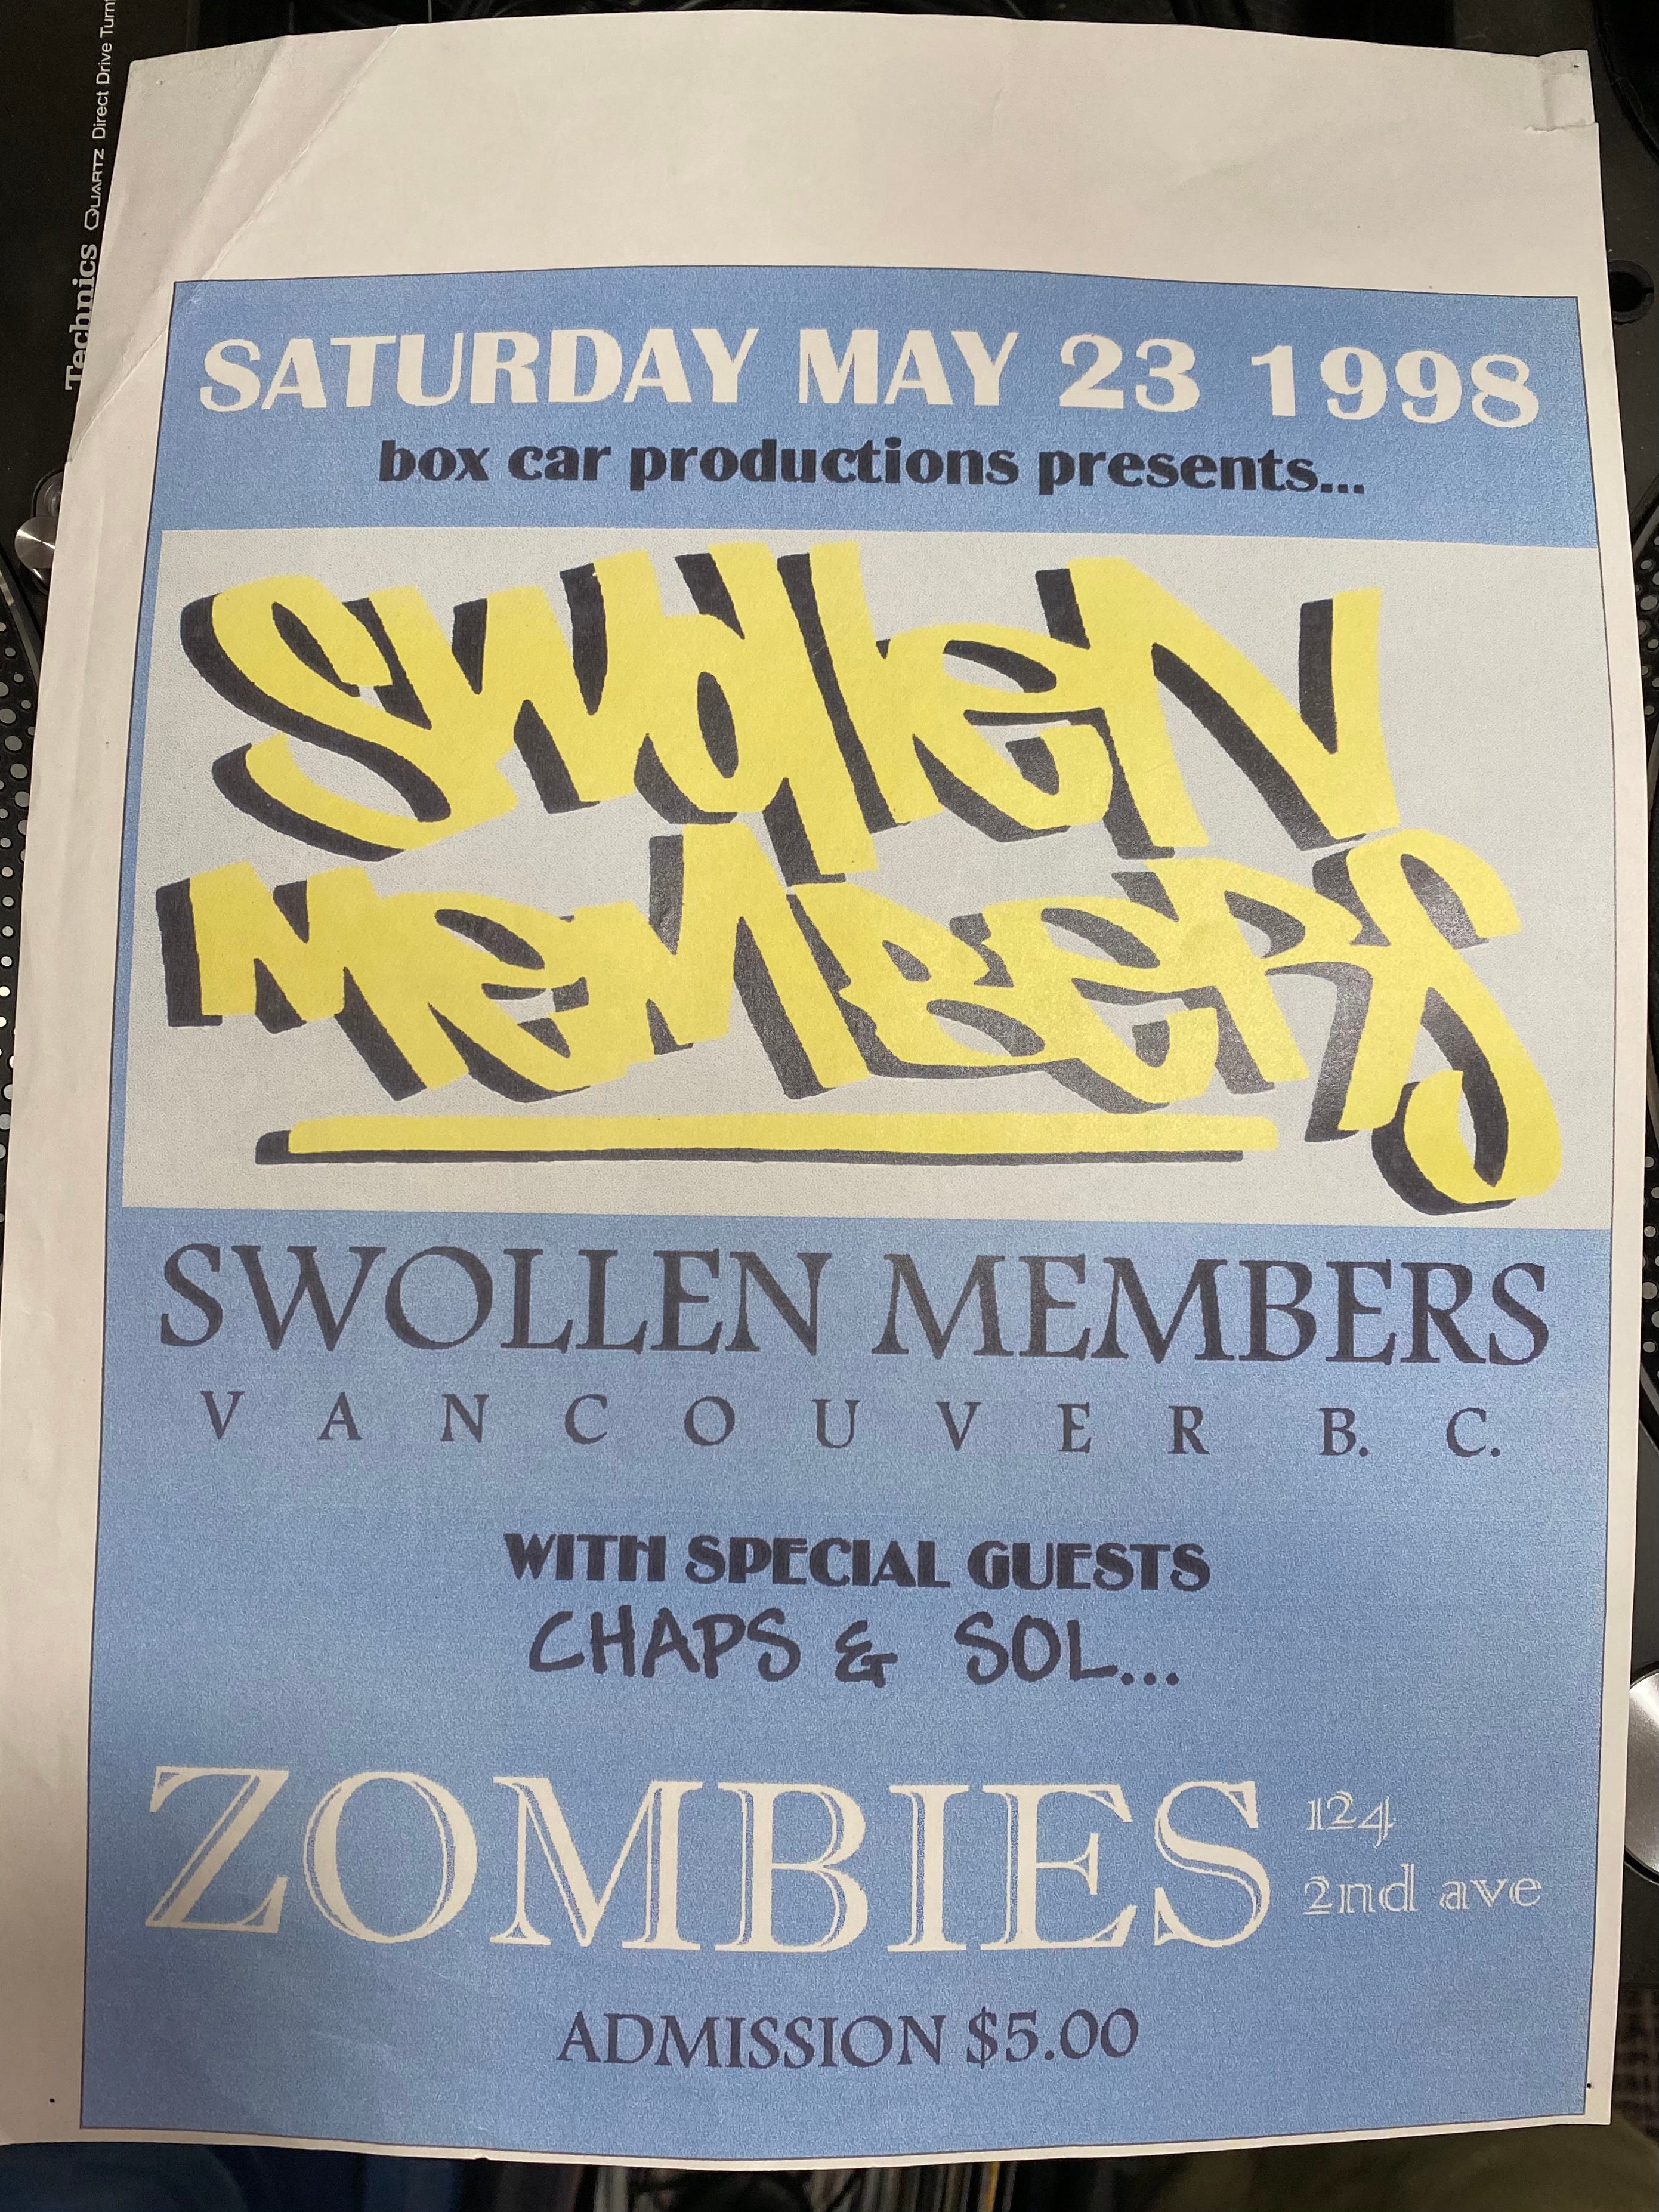 Technics QUARTZ Direct Drive Turn
SATURDAY MAY 23 1998
box car productions presents...
SWOLLEN
MEMBERS
SWOLLEN MEMBERS
VANCOUVER B. C.
WITH SPECIAL GUESTS
CHAPS & SOL...
ZOMBIES
124
2nd ave
ADMISSION $5.00